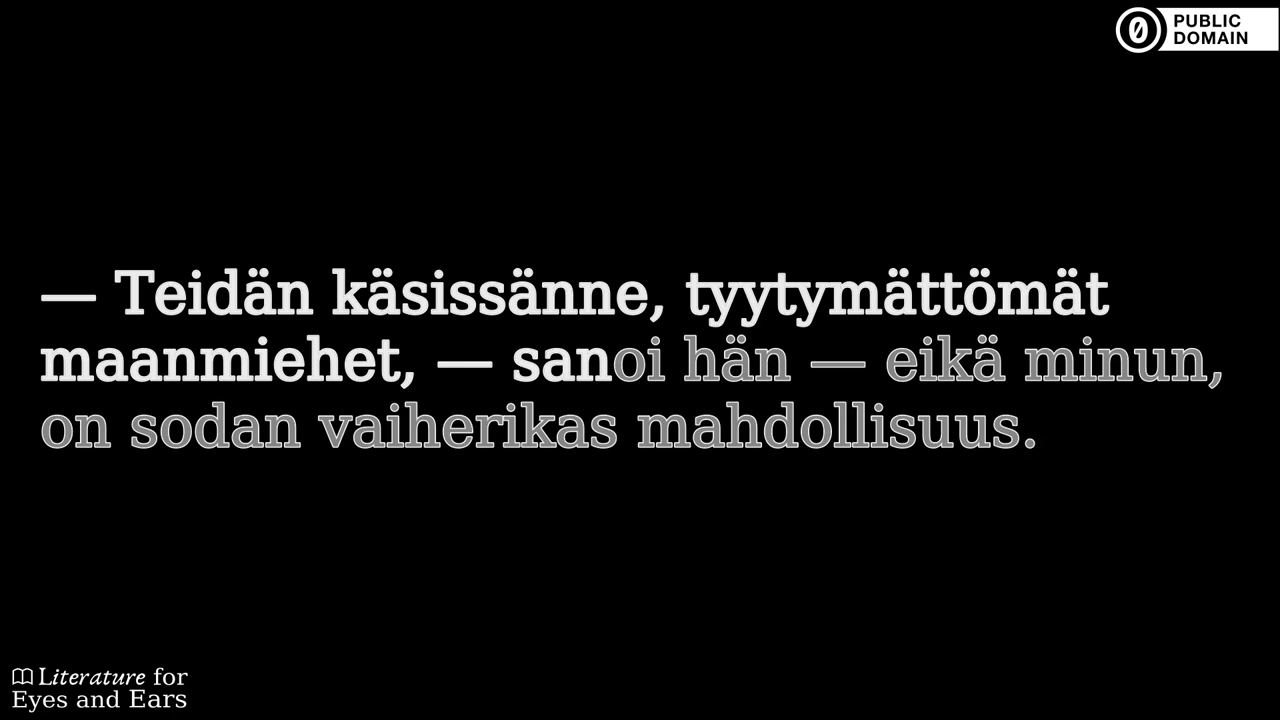 PUBLIC
DOMAIN
— Teidän käsissänne, tyytymättömät
maanmiehet, — sanoi hän — eikä minun,
on sodan vaiherikas mahdollisuus.
Literature for
Eyes and Ears